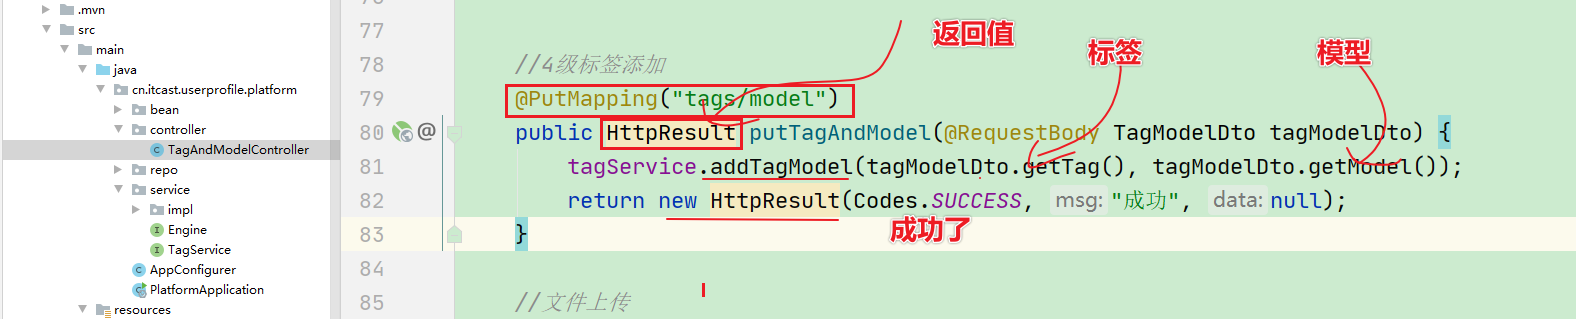 .mvn
src
main
java
cn.itcast.userprofile.platform
bean
controller
TagAndModelController
repo
service
impl
Engine
TagService
AppConfigurer
PlatformApplication
resources
77
78 //4级标签添加
79 @PutMapping("tags/model")
80 @ public HttpResult putTagAndModel(@RequestBody TagModelDto tagModelDto) {
81 tagService.addTagModel(tagModelDto.getTag(), tagModelDto.getModel());
82 return new HttpResult(Codes.SUCCESS, msg: "成功", data: null);
83 }
84
85 //文件上传
返回值
标签
模型
成功了